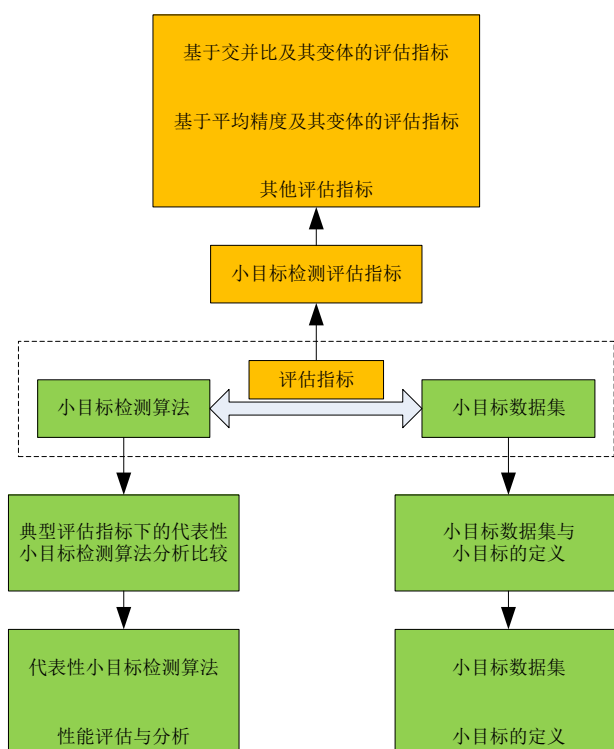 基于交并比及其变体的评估指标
基于平均精度及其变体的评估指标
其他评估指标
小目标检测评估指标
评估指标
小目标检测算法
小目标数据集
典型评估指标下的代表性
小目标检测算法分析比较
小目标数据集与
小目标的定义
代表性小目标检测算法
性能评估与分析
小目标数据集
小目标的定义